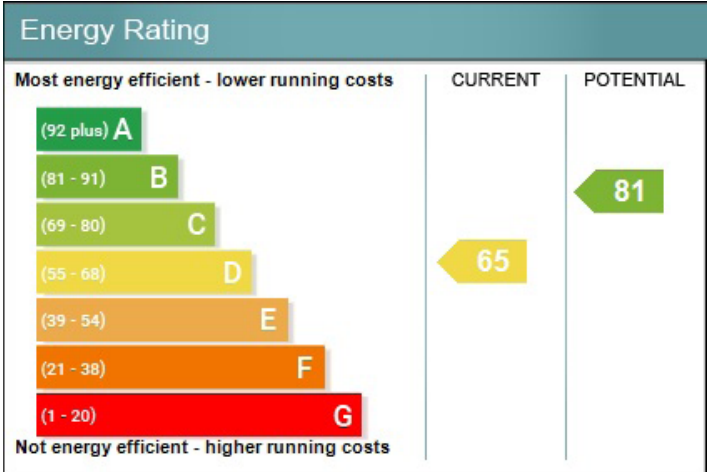 Energy Rating
Most energy efficient - lower running costs CURRENT POTENTIAL
(92 plus) A
(81 - 91) B
81
(69 - 80) C
(55 - 68) D
65
(39 - 54) E
(21 - 38) F
(1 - 20) G
Not energy efficient - higher running costs